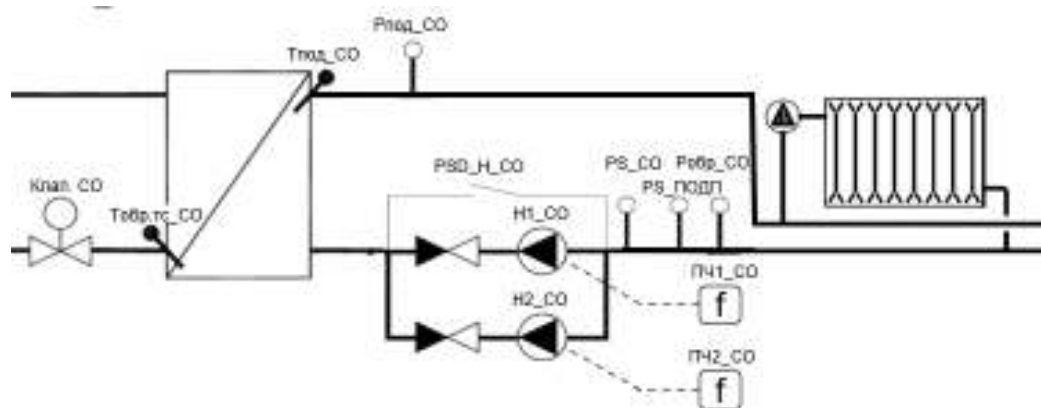 Рпод_СО
Тпод_СО
PSD_H_CO
PS_CO
Робр_СО
PS_ПОДП
Клап. СО
Тобр.тс_СО
Н1_СО
ПЧ1_СО
f
Н2_СО
ПЧ2_СО
f